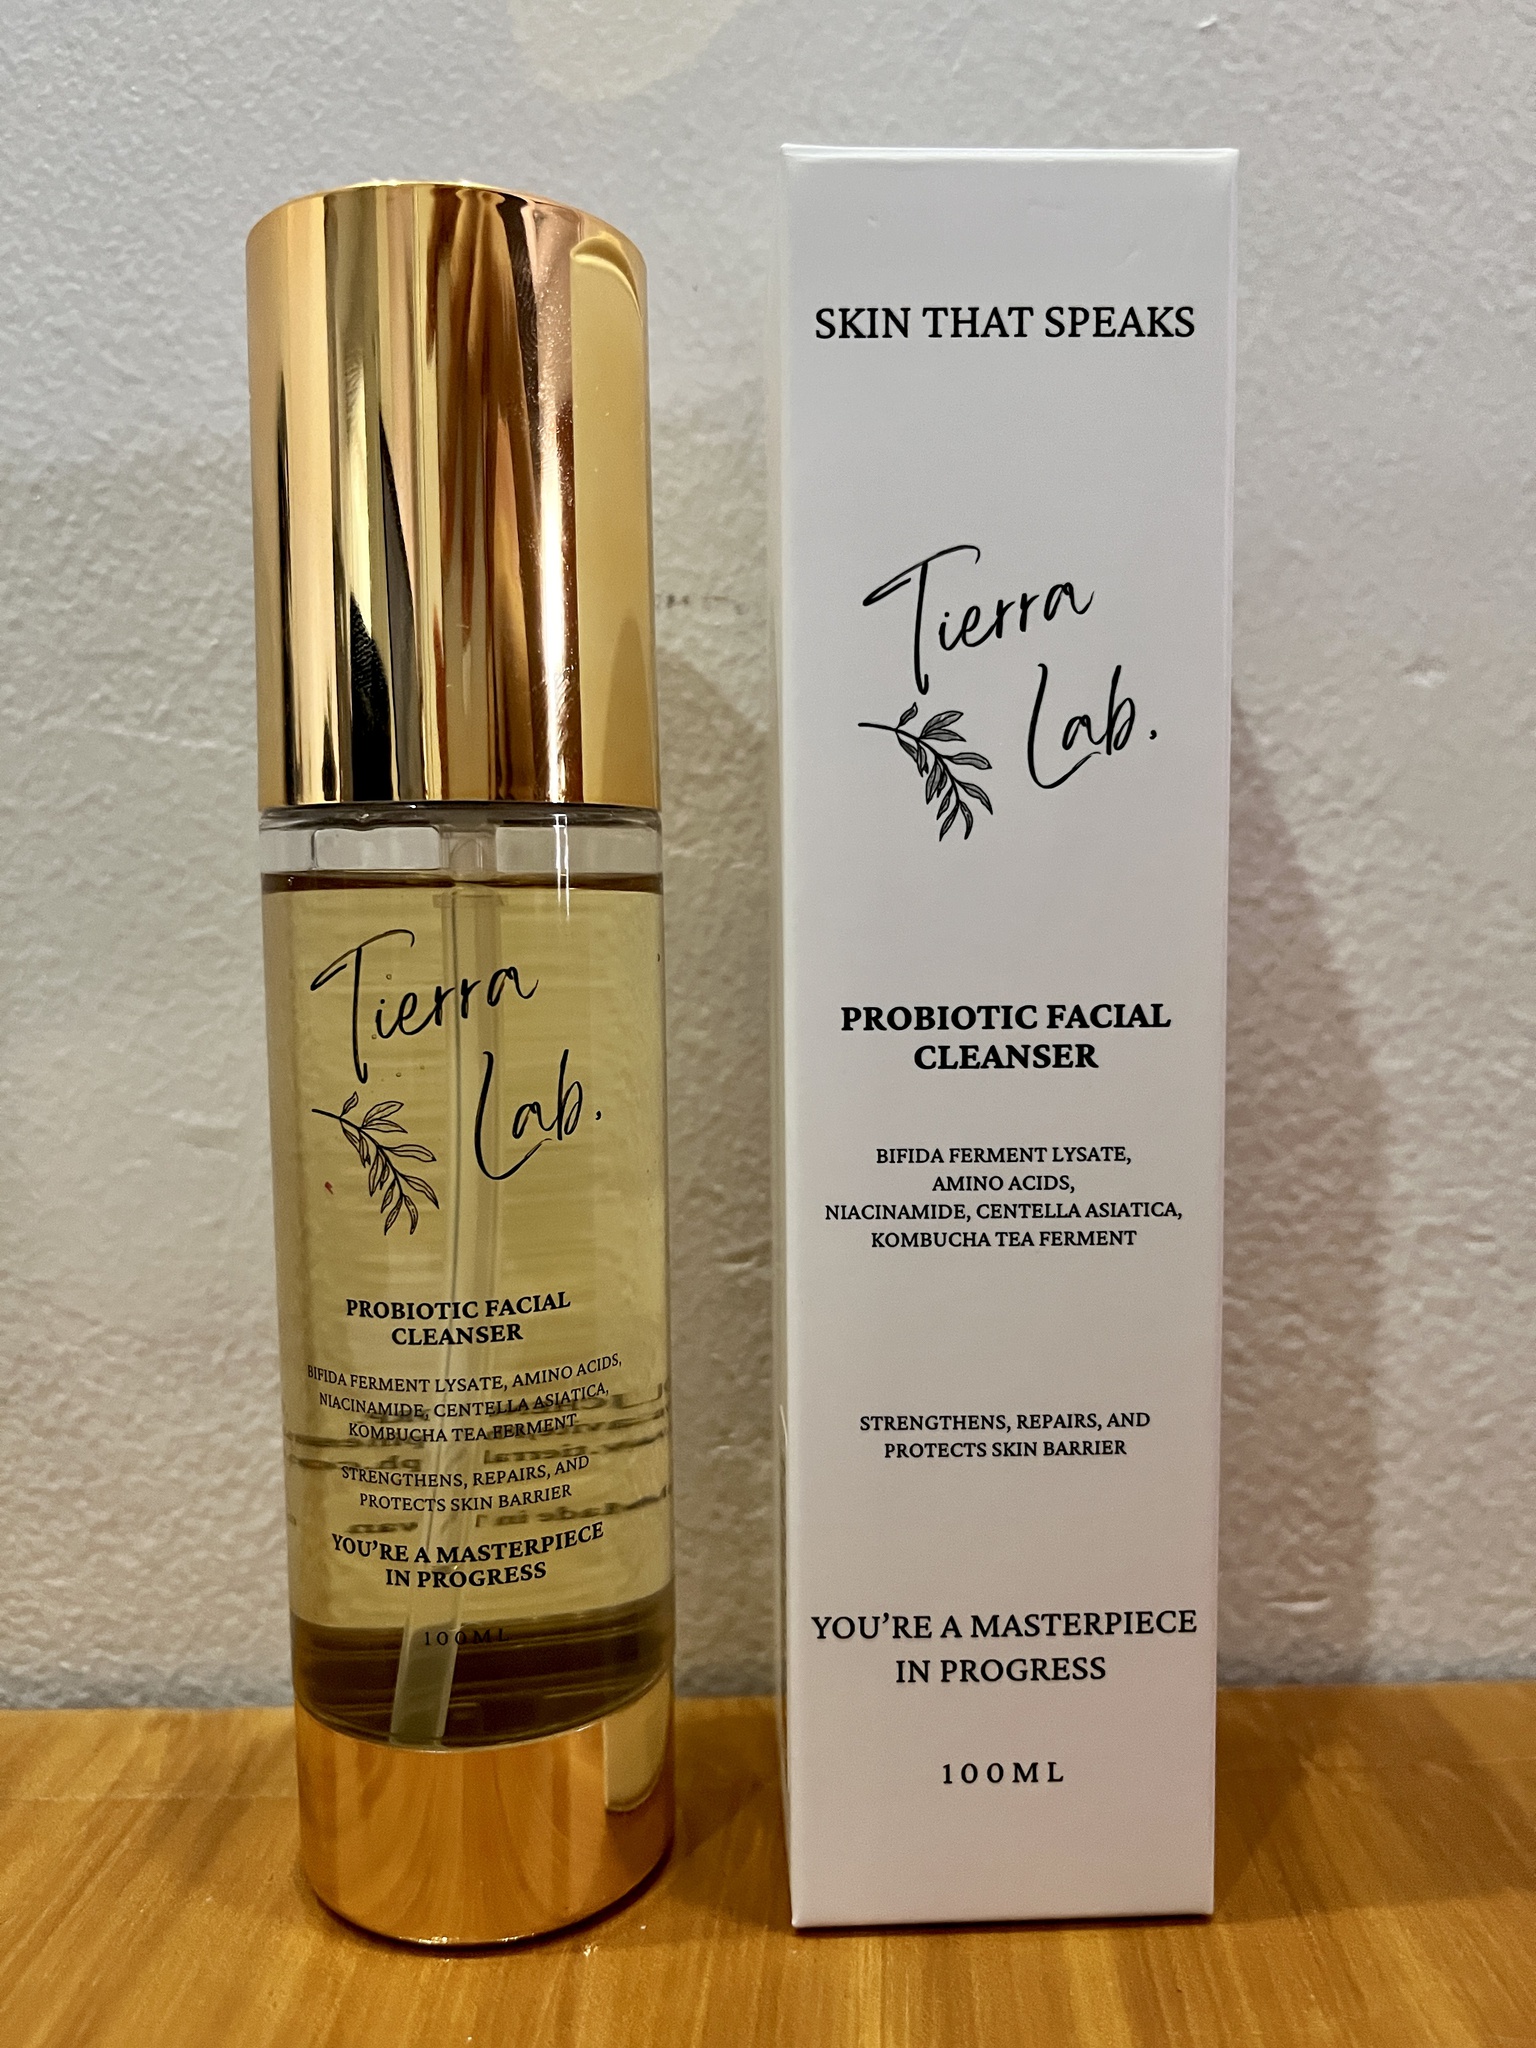 Tierra
Lab.
PROBIOTIC FACIAL
CLEANSER
BIFIDA FERMENT LYSATE, AMINO ACIDS,
NIACINAMIDE, CENTELLA ASIATICA,
KOMBUCHA TEA FERMENT
STRENGTHENS, REPAIRS, AND
PROTECTS SKIN BARRIER
YOU'RE A MASTERPIECE
IN PROGRESS
100ML
SKIN THAT SPEAKS
Tierra
Lab.
PROBIOTIC FACIAL
CLEANSER
BIFIDA FERMENT LYSATE,
AMINO ACIDS,
NIACINAMIDE, CENTELLA ASIATICA,
KOMBUCHA TEA FERMENT
STRENGTHENS, REPAIRS, AND
PROTECTS SKIN BARRIER
YOU'RE A MASTERPIECE
IN PROGRESS
100ML